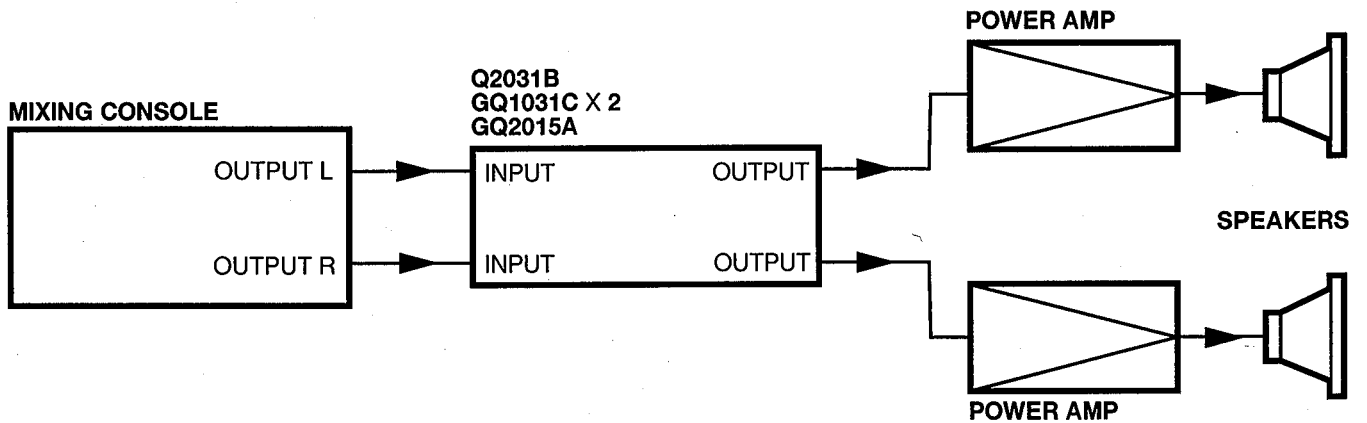 POWER AMP
Q2031B
GQ1031C X 2
GQ2015A
MIXING CONSOLE
OUTPUT L
INPUT
OUTPUT
SPEAKERS
OUTPUT R
INPUT
OUTPUT
POWER AMP